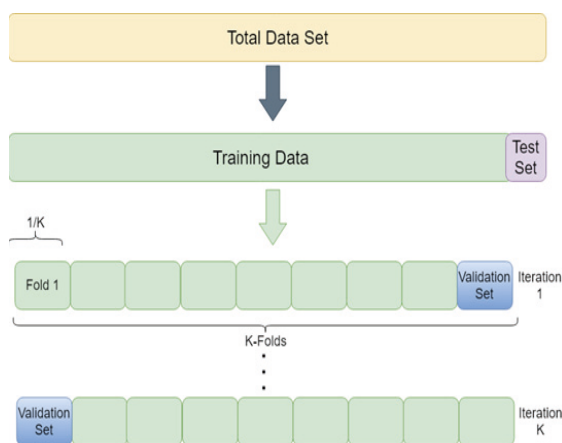 Total Data Set
Training Data
Test
Set
1/K
Fold 1
Validation
Set
Iteration
1
K-Folds
Validation
Set
Iteration
K